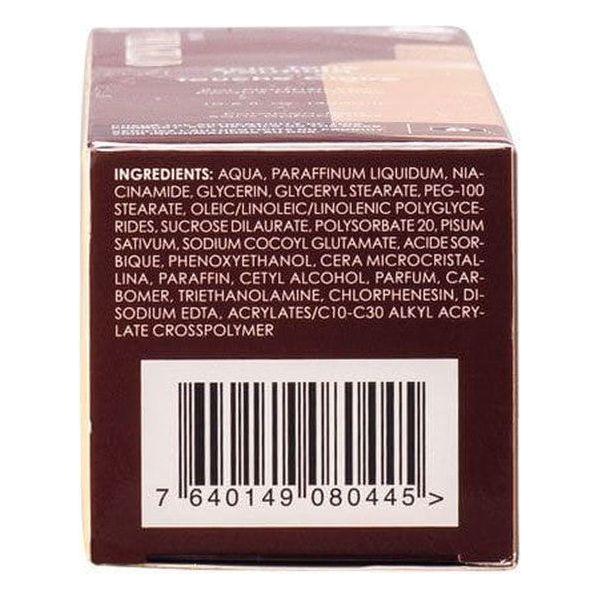 INGREDIENTS: AQUA, PARAFFINUM LIQUIDUM, NIA-
CINAMIDE, GLYCERIN, GLYCERYL STEARATE, PEG-100
STEARATE, OLEIC/LINOLEIC/LINOLENIC POLYGLYCE-
RIDES, SUCROSE DILAURATE, POLYSORBATE 20, PISUM
SATIVUM, SODIUM COCOYL GLUTAMATE, ACIDE SOR-
BIQUE, PHENOXYETHANOL, CERA MICROCRISTAL-
LINA, PARAFFIN, CETYL ALCOHOL, PARFUM, CAR-
BOMER, TRIETHANOLAMINE, CHLORPHENESIN, DI-
SODIUM EDTA, ACRYLATES/C10-C30 ALKYL ACRY-
LATE CROSSPOLYMER
7 640149 080445 >